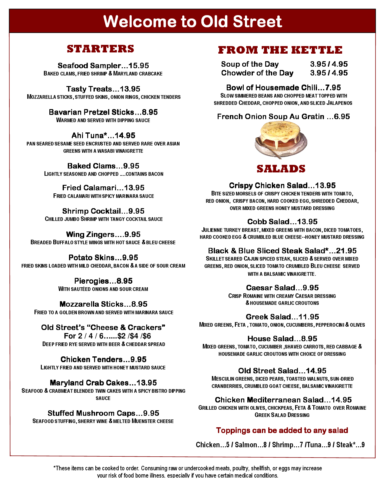 Welcome to Old Street
STARTERS
Seafood Sampler...15.95
BAKED CLAMS, FRIED SHRIMP & MARYLAND CRABCAKE
Tasty Treats...13.95
MOZZARELLA STICKS, STUFFED SKINS, ONION RINGS, CHICKEN TENDERS
Bavarian Pretzel Sticks...8.95
WARMED AND SERVED WITH DIPPING SAUCE
Ahi Tuna*...14.95
PAN SEARED SESAME SEED ENCRUSTED AND SERVED RARE OVER ASIAN
GREENS WITH A WASABI VINAIGRETTE
Baked Clams...9.95
LIGHTLY SEASONED AND CHOPPED ....CONTAINS BACON
Fried Calamari...13.95
FRIED CALAMARI WITH SPICY MARINARA SAUCE
Shrimp Cocktail...9.95
CHILLED JUMBO SHRIMP WITH TANGY COCKTAIL SAUCE
Wing Zingers....9.95
BREADED BUFFALO STYLE WINGS WITH HOT SAUCE & BLEU CHEESE
Potato Skins...9.95
FRIED SKINS LOADED WITH MILD CHEDDAR, BACON & A SIDE OF SOUR CREAM
Pierogies...8.95
WITH SAUTÉED ONIONS AND SOUR CREAM
Mozzarella Sticks...8.95
FRIED TO A GOLDEN BROWN AND SERVED WITH MARINARA SAUCE
Old Street's "Cheese & Crackers"
For 2 / 4 / 6......$2 /$4 /$6
DEEP FRIED RYE SERVED WITH BEER & CHEDDAR SPREAD
Chicken Tenders...9.95
LIGHTLY FRIED AND SERVED WITH HONEY MUSTARD SAUCE
Maryland Crab Cakes...13.95
SEAFOOD & CRABMEAT BLENDED TWIN CAKES WITH A SPICY BISTRO DIPPING
SAUCE
Stuffed Mushroom Caps...9.95
SEAFOOD STUFFING, SHERRY WINE & MELTED MUENSTER CHEESE
FROM THE KETTLE
Soup of the Day 3.95 / 4.95
Chowder of the Day 3.95 / 4.95
Bowl of Housemade Chili...7.95
SLOW SIMMERED BEANS AND CHOPPED MEAT TOPPED WITH
SHREDDED CHEDDAR, CHOPPED ONION, AND SLICED JALAPENOS
French Onion Soup Au Gratin ...6.95
SALADS
Crispy Chicken Salad...13.95
BITE SIZED MORSELS OF CRISPY CHICKEN TENDERS WITH TOMATO,
RED ONION, CRISPY BACON, HARD COOKED EGG, SHREDDED CHEDDAR,
OVER MIXED GREENS HONEY MUSTARD DRESSING
Cobb Salad...13.95
JULIENNE TURKEY BREAST, MIXED GREENS WITH BACON, DICED TOMATOES,
HARD COOKED EGG & CRUMBLED BLUE CHEESE--HONEY MUSTARD DRESSING
Black & Blue Sliced Steak Salad*...21.95
SKILLET SEARED CAJUN SPICED STEAK, SLICED & SERVED OVER MIXED
GREENS, RED ONION, SLICED TOMATO CRUMBLED BLEU CHEESE SERVED
WITH A BALSAMIC VINAIGRETTE.
Caesar Salad...9.95
CRISP ROMAINE WITH CREAMY CAESAR DRESSING
& HOUSEMADE GARLIC CROUTONS
Greek Salad...11.95
MIXED GREENS, FETA , TOMATO, ONION, CUCUMBERS, PEPPEROCINI & OLIVES
House Salad...8.95
MIXED GREENS, TOMATO, CUCUMBER ,SHAVED CARROTS, RED CABBAGE &
HOUSEMADE GARLIC CROUTONS WITH CHOICE OF DRESSING
Old Street Salad...14.95
MESCULIN GREENS, DICED PEARS, TOASTED WALNUTS, SUN-DRIED
CRANBERRIES, CRUMBLED GOAT CHEESE, BALSAMIC VINAIGRETTE
Chicken Mediterranean Salad...14.95
GRILLED CHICKEN WITH OLIVES, CHICKPEAS, FETA & TOMATO OVER ROMAINE
GREEK SALAD DRESSING
Toppings can be added to any salad
Chicken...5 / Salmon...8 / Shrimp...7 /Tuna...9 / Steak*...9
*These items can be cooked to order. Consuming raw or undercooked meats, poultry, shellfish, or eggs may increase
your risk of food borne illness, especially if you have certain medical conditions.